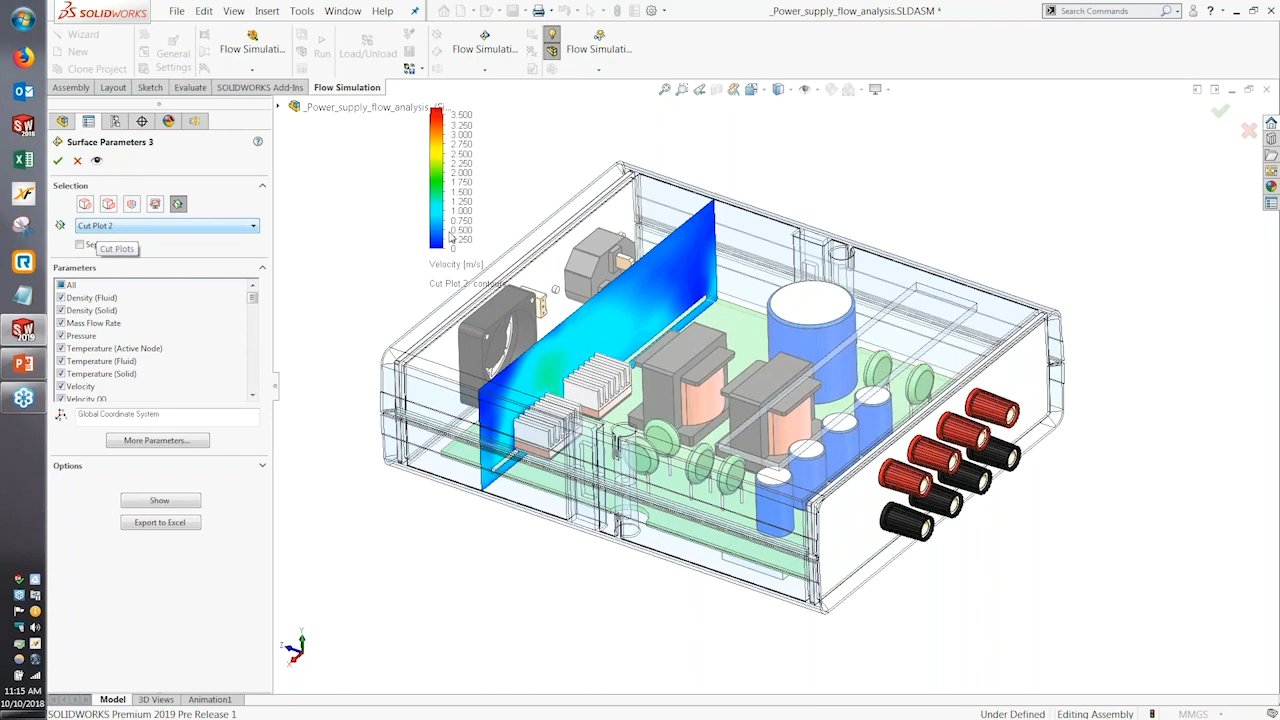 SOLIDWORKS File Edit View Insert Tools Window Help
_Power_supply_flow_analysis.SLDASM *
Search Commands
Wizard
New
Clone Project
General Settings
Flow Simulati...
Run
Load/Unload
Flow Simulati...
Flow Simulati...
Assembly Layout Sketch Evaluate SOLIDWORKS Add-Ins Flow Simulation
_Power_supply_flow_analysis
Surface Parameters 3
Selection
Cut Plot 2
Cut Plots
Parameters
All
Density (Fluid)
Density (Solid)
Mass Flow Rate
Pressure
Temperature (Active Node)
Temperature (Fluid)
Temperature (Solid)
Velocity
Velocity (X)
Global Coordinate System
More Parameters...
Options
Show
Export to Excel
3.500
3.250
3.000
2.750
2.500
2.250
2.000
1.750
1.500
1.250
1.000
0.750
0.500
0.250
0
Velocity [m/s]
Cut Plot 2: contours
Y
Z
X
Model 3D Views Animation1
SOLIDWORKS Premium 2019 Pre Release 1
Under Defined Editing Assembly MMGS
2018
2019
11:15 AM
10/10/2018